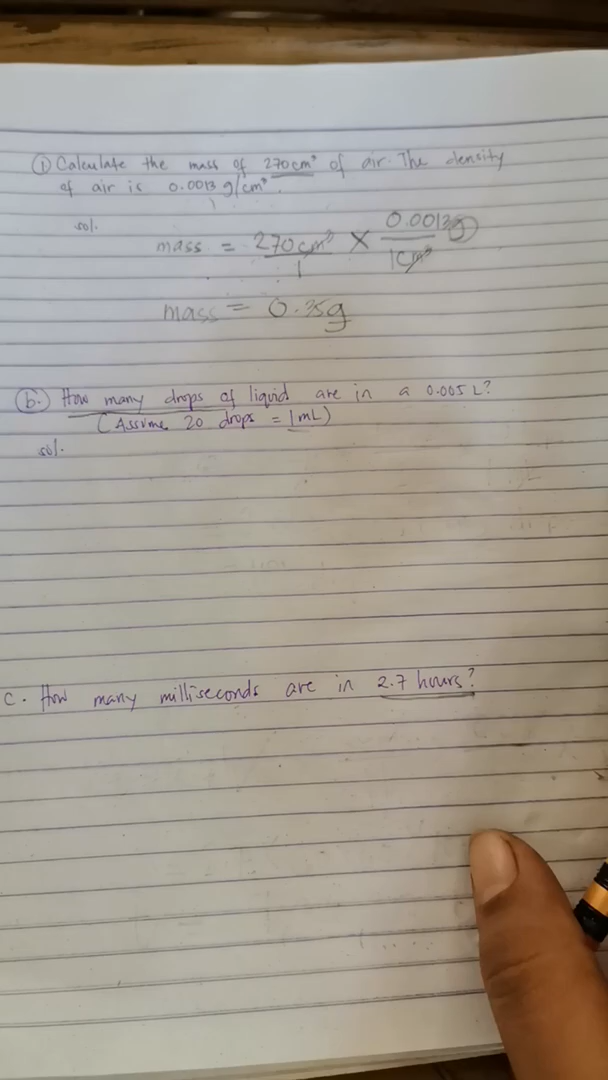 ① Calculate the mass of 270cm³ of air. The density
of air is 0.0013 g/cm³.
sol.
mass = 270cm³/1 × 0.0013g/1cm³
mass = 0.35g
b. How many drops of liquid are in a 0.005 L?
(Assume 20 drops = 1mL)
sol.
c. How many milliseconds are in 2.7 hours?